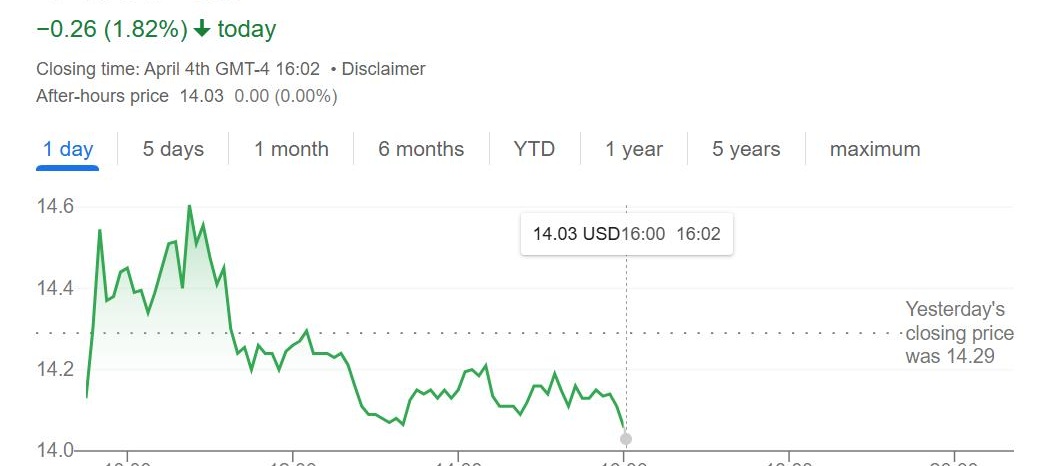 −0.26 (1.82%) ↓ today
Closing time: April 4th GMT-4 16:02 • Disclaimer
After-hours price 14.03 0.00 (0.00%)
1 day 5 days 1 month 6 months YTD 1 year 5 years maximum
14.6
14.03 USD16:00 16:02
14.4
Yesterday's
closing price
was 14.29
14.2
14.0